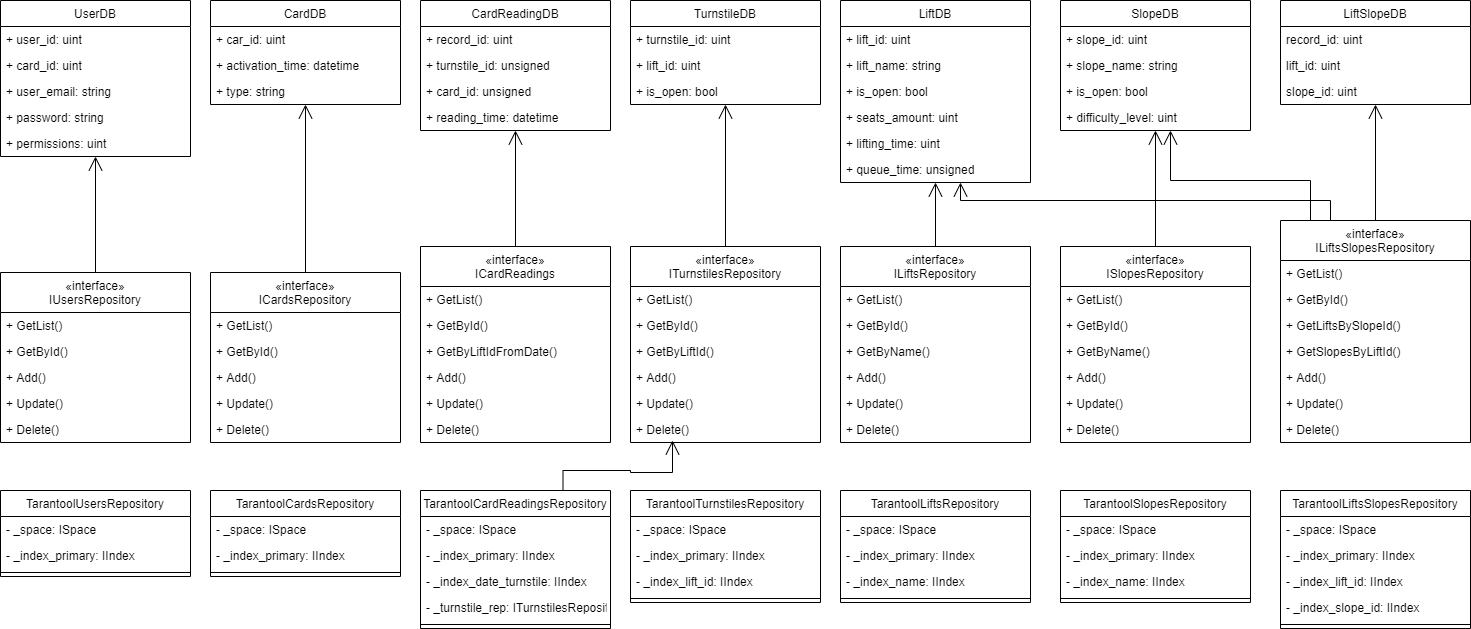 UserDB
+ user_id: uint
+ card_id: uint
+ user_email: string
+ password: string
+ permissions: uint
CardDB
+ car_id: uint
+ activation_time: datetime
+ type: string
CardReadingDB
+ record_id: uint
+ turnstile_id: unsigned
+ card_id: unsigned
+ reading_time: datetime
TurnstileDB
+ turnstile_id: uint
+ lift_id: uint
+ is_open: bool
LiftDB
+ lift_id: uint
+ lift_name: string
+ is_open: bool
+ seats_amount: uint
+ lifting_time: uint
+ queue_time: unsigned
SlopeDB
+ slope_id: uint
+ slope_name: string
+ is_open: bool
+ difficulty_level: uint
LiftSlopeDB
record_id: uint
lift_id: uint
slope_id: uint
«interface»
IUsersRepository
+ GetList()
+ GetById()
+ Add()
+ Update()
+ Delete()
«interface»
ICardsRepository
+ GetList()
+ GetById()
+ Add()
+ Update()
+ Delete()
«interface»
ICardReadings
+ GetList()
+ GetById()
+ GetByLiftIdFromDate()
+ Add()
+ Update()
+ Delete()
«interface»
ITurnstilesRepository
+ GetList()
+ GetById()
+ GetByLiftId()
+ Add()
+ Update()
+ Delete()
«interface»
ILiftsRepository
+ GetList()
+ GetById()
+ GetByName()
+ Add()
+ Update()
+ Delete()
«interface»
ISlopesRepository
+ GetList()
+ GetById()
+ GetByName()
+ Add()
+ Update()
+ Delete()
«interface»
ILiftsSlopesRepository
+ GetList()
+ GetById()
+ GetLiftsBySlopeId()
+ GetSlopesByLiftId()
+ Add()
+ Update()
+ Delete()
TarantoolUsersRepository
- _space: ISpace
- _index_primary: IIndex
TarantoolCardsRepository
- _space: ISpace
- _index_primary: IIndex
TarantoolCardReadingsRepository
- _space: ISpace
- _index_primary: IIndex
- _index_date_turnstile: IIndex
- _turnstile_rep: ITurnstilesReposit
TarantoolTurnstilesRepository
- _space: ISpace
- _index_primary: IIndex
- _index_lift_id: IIndex
TarantoolLiftsRepository
- _space: ISpace
- _index_primary: IIndex
- _index_name: IIndex
TarantoolSlopesRepository
- _space: ISpace
- _index_primary: IIndex
- _index_name: IIndex
TarantoolLiftsSlopesRepository
- _space: ISpace
- _index_primary: IIndex
- _index_lift_id: IIndex
- _index_slope_id: IIndex